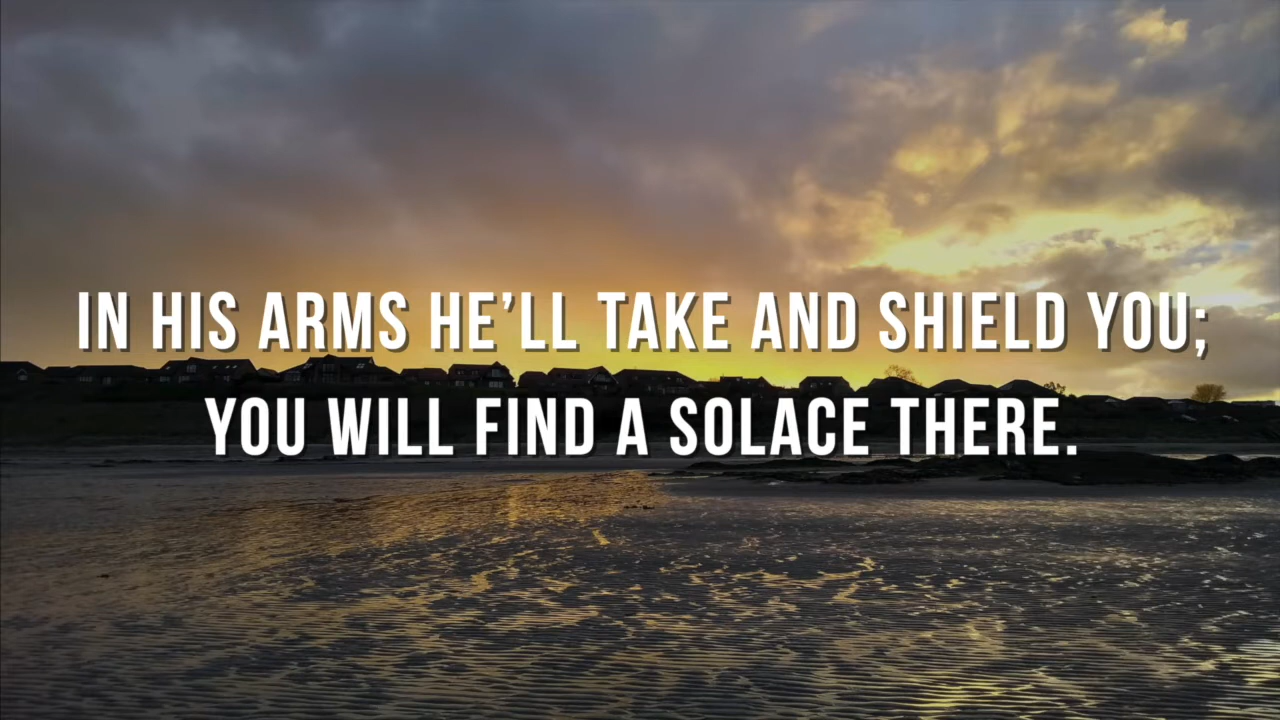 IN HIS ARMS HE’LL TAKE AND SHIELD YOU;
YOU WILL FIND A SOLACE THERE.